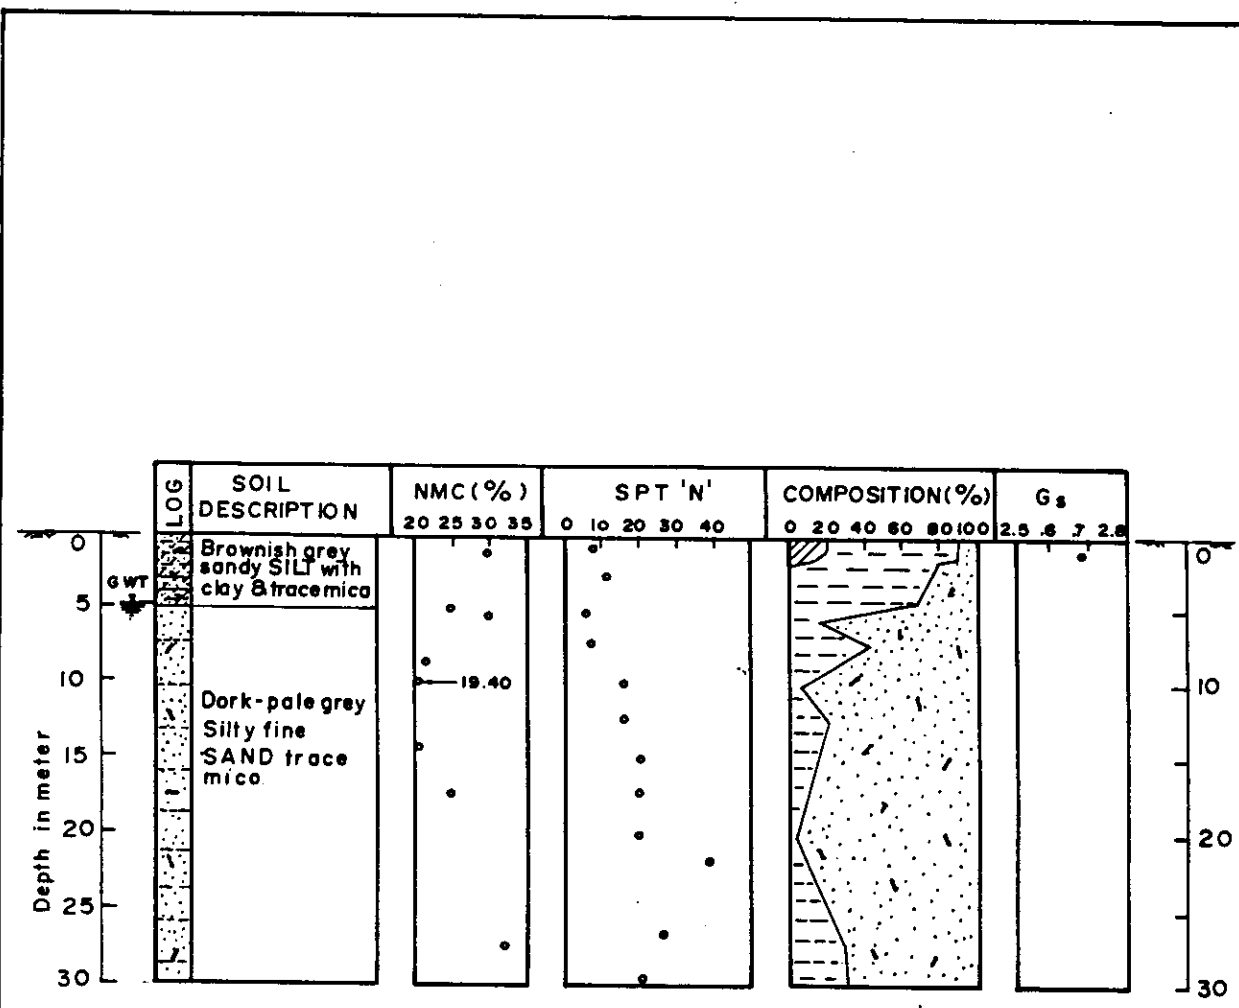 LOG
SOIL
DESCRIPTION
NMC (%)
20 25 30 35
SPT 'N'
0 10 20 30 40
COMPOSITION (%)
0 20 40 60 80 100
Gs
2.5 .6 .7 2.8
Depth in meter
0
5
10
15
20
25
30
GWT
Brownish grey
sandy SILT with
clay & trace mica
Dork-pale grey
Silty fine
SAND trace
mico
19.40
0
10
20
30